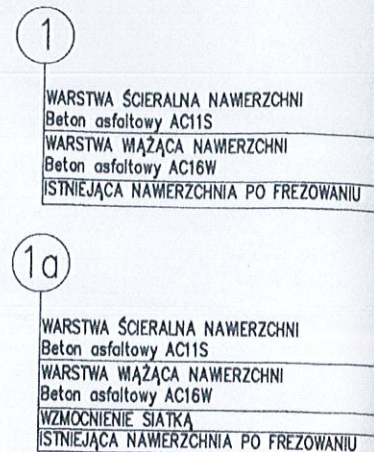 1
WARSTWA ŚCIERALNA NAWIERZCHNI
Beton asfaltowy AC11S
WARSTWA WIĄŻĄCA NAWIERZCHNI
Beton asfaltowy AC16W
ISTNIEJĄCA NAWIERZCHNIA PO FREZOWANIU
1a
WARSTWA ŚCIERALNA NAWIERZCHNI
Beton asfaltowy AC11S
WARSTWA WIĄŻĄCA NAWIERZCHNI
Beton asfaltowy AC16W
WZMOCNIENIE SIATKĄ
ISTNIEJĄCA NAWIERZCHNIA PO FREZOWANIU